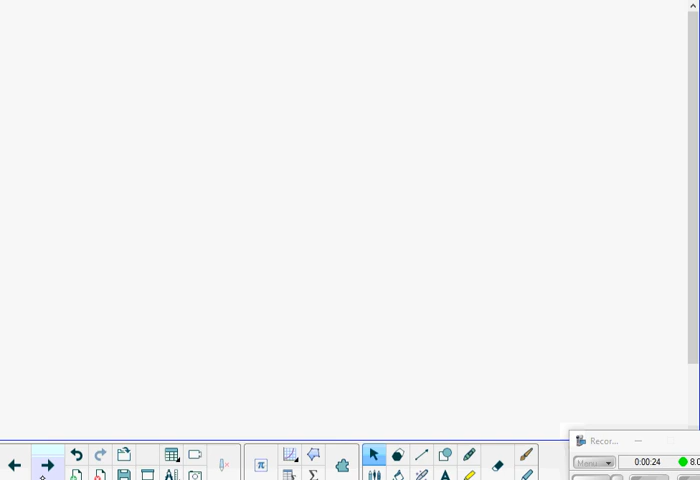 Recor...
Menu
0:00:24
8.0
π
Σ
A